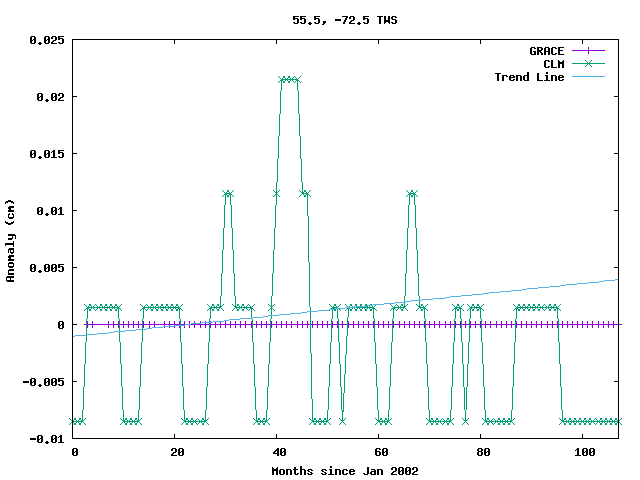 55.5, -72.5 TWS
GRACE
CLM
Trend Line
0.025
0.02
0.015
0.01
0.005
0
-0.005
-0.01
Anomaly (cm)
0 20 40 60 80 100
Months since Jan 2002